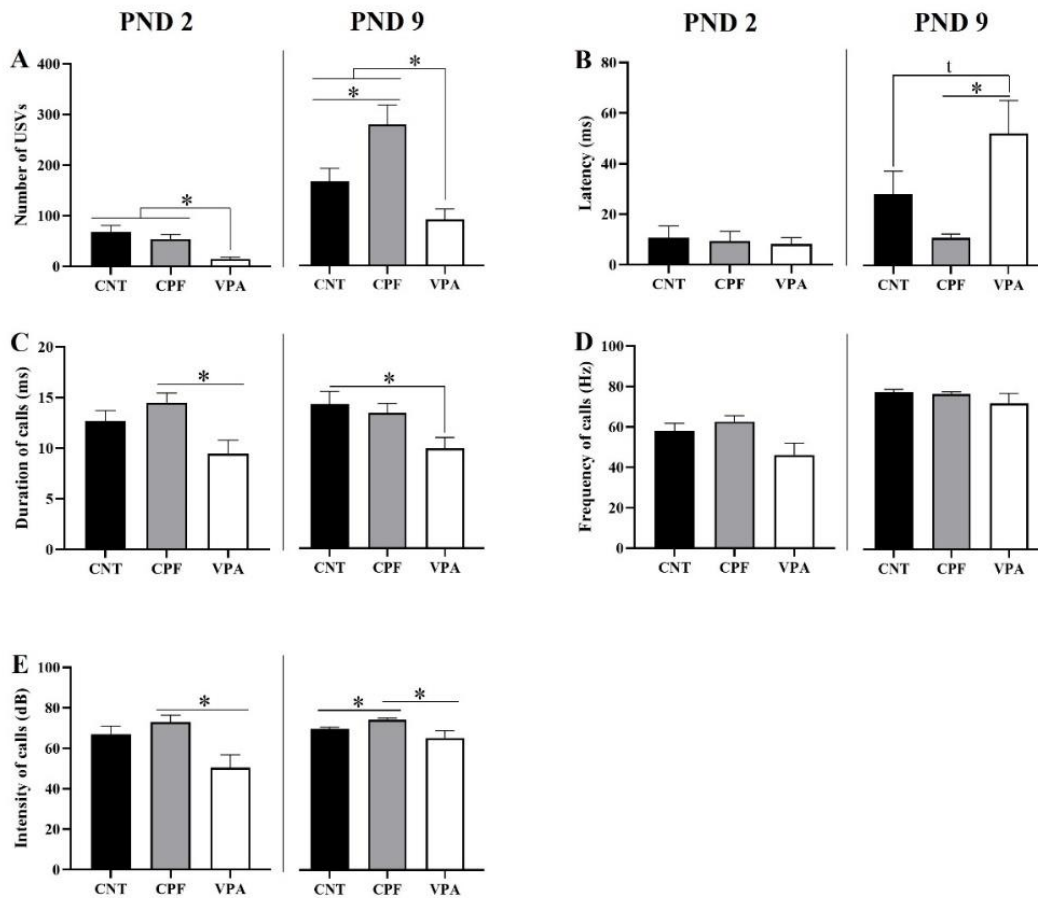 PND 2 PND 9 PND 2 PND 9
A
Number of USVs
400
300
200
100
0
*
CNT CPF VPA
*
*
CNT CPF VPA
B
Latency (ms)
80
60
40
20
0
CNT CPF VPA
t
*
CNT CPF VPA
C
Duration of calls (ms)
20
15
10
5
0
*
CNT CPF VPA
*
CNT CPF VPA
D
Frequency of calls (Hz)
100
80
60
40
20
0
CNT CPF VPA
CNT CPF VPA
E
Intensity of calls (dB)
100
80
60
40
20
0
*
CNT CPF VPA
* *
CNT CPF VPA